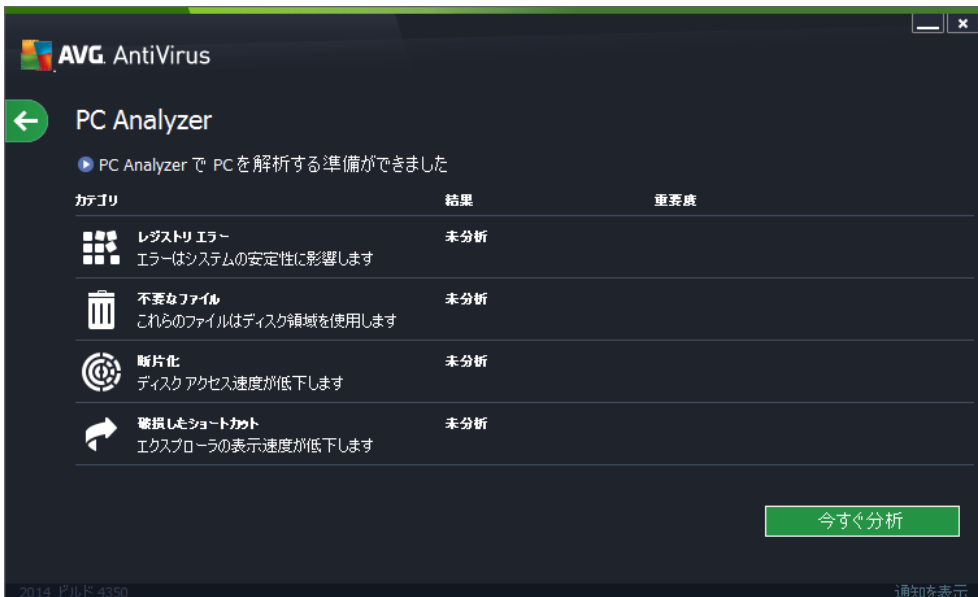 AVG. AntiVirus
PC Analyzer
PC Analyzer で PCを解析する準備ができました
カテゴリ 結果 重要度
レジストリ エラー 未分析
エラーはシステムの安定性に影響します
不要なファイル 未分析
これらのファイルはディスク領域を使用します
断片化 未分析
ディスク アクセス速度が低下します
破損したショートカット 未分析
エクスプローラの表示速度が低下します
今すぐ分析
2014 ビルド 4350 通知を表示